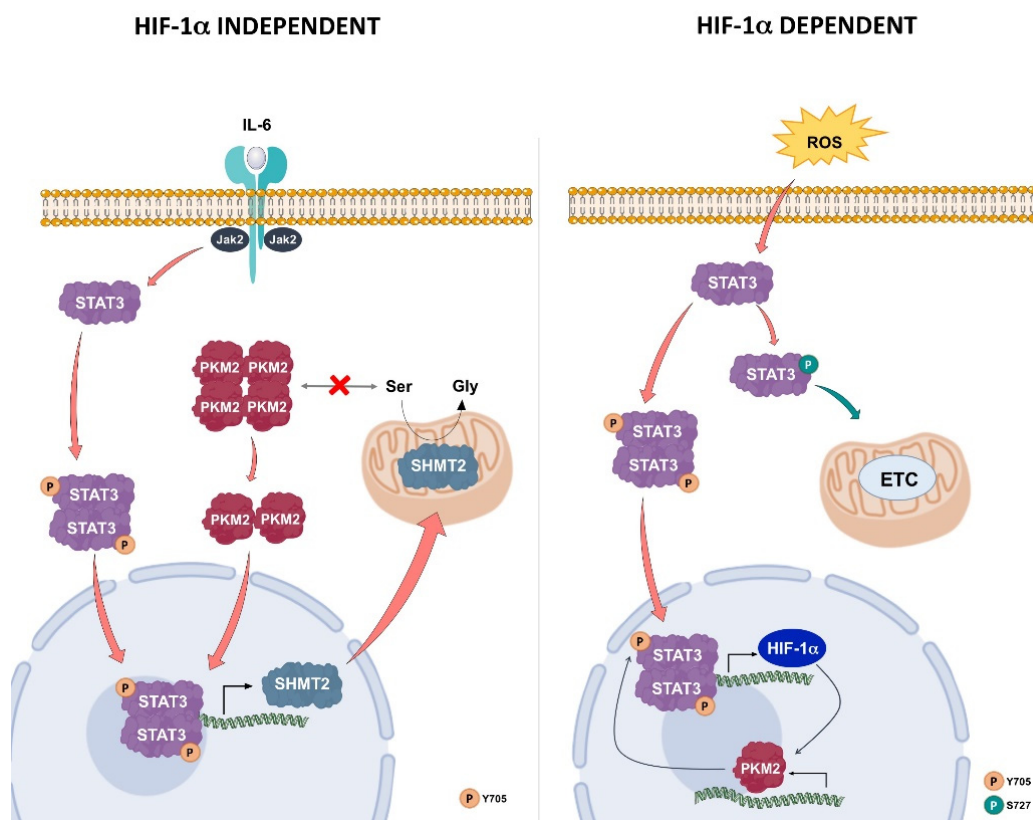 HIF-1α INDEPENDENT
IL-6
Jak2 Jak2
STAT3
PKM2 PKM2
PKM2 PKM2
Ser Gly
SHMT2
P STAT3
STAT3 P
PKM2 PKM2
P STAT3
STAT3 P
SHMT2
P Y705
HIF-1α DEPENDENT
ROS
STAT3
STAT3 P
P STAT3
STAT3 P
ETC
P STAT3
STAT3 P
HIF-1α
PKM2
P Y705
P S727